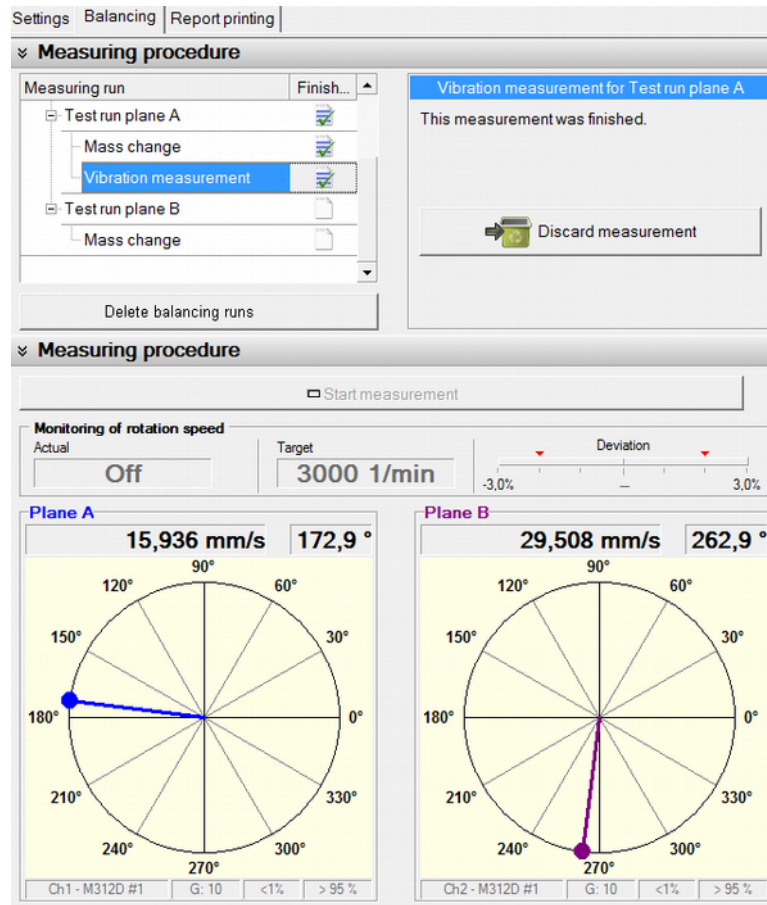 Settings Balancing Report printing
Measuring procedure
Measuring run Finish...
Test run plane A
Mass change
Vibration measurement
Test run plane B
Mass change
Delete balancing runs
Vibration measurement for Test run plane A
This measurement was finished.
Discard measurement
Measuring procedure
Start measurement
Monitoring of rotation speed
Actual Target Deviation
Off 3000 1/min
-3,0% — 3,0%
Plane A
15,936 mm/s 172,9 °
90°
120° 60°
150° 30°
180° 0°
210° 330°
240° 300°
270°
Ch1 - M312D #1 G: 10 <1% > 95 %
Plane B
29,508 mm/s 262,9 °
90°
120° 60°
150° 30°
180° 0°
210° 330°
240° 300°
270°
Ch2 - M312D #1 G: 10 <1% > 95 %